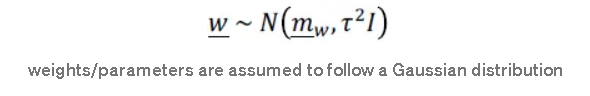 w ~ N(m_w, τ²I)
weights/parameters are assumed to follow a Gaussian distribution